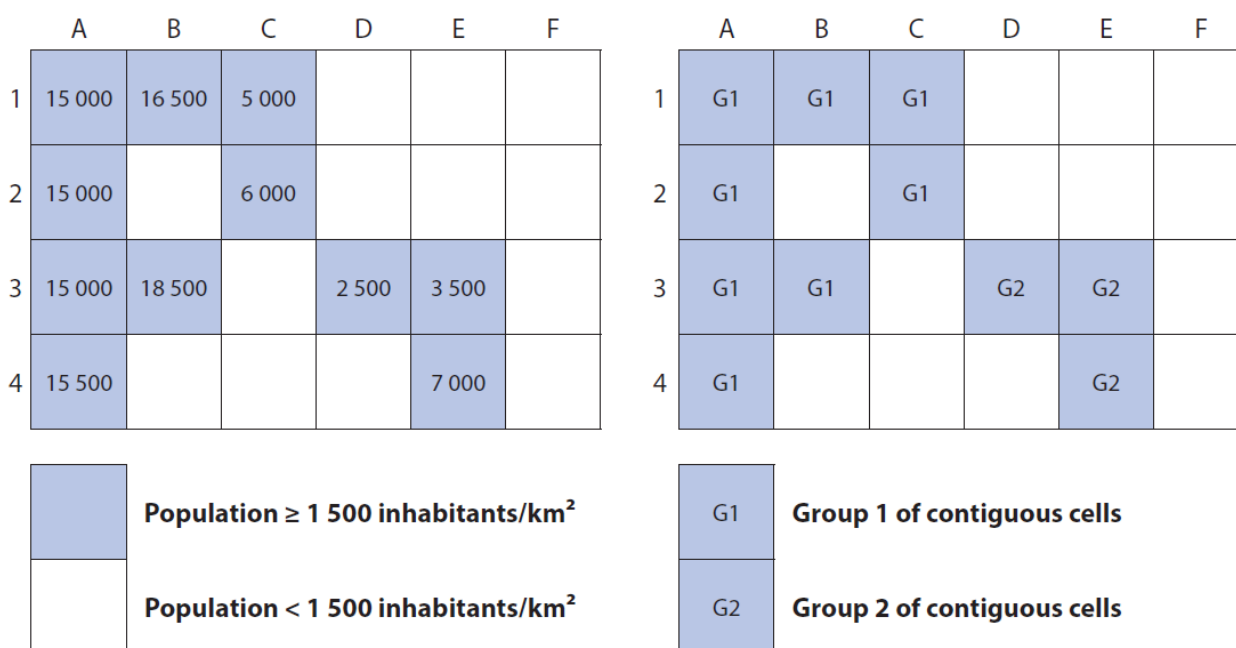 A B C D E F A B C D E F
1 15 000 16 500 5 000 1 G1 G1 G1
2 15 000 6 000 2 G1 G1
3 15 000 18 500 2 500 3 500 3 G1 G1 G2 G2
4 15 500 7 000 4 G1 G2
Population ≥ 1 500 inhabitants/km² G1 Group 1 of contiguous cells
Population < 1 500 inhabitants/km² G2 Group 2 of contiguous cells